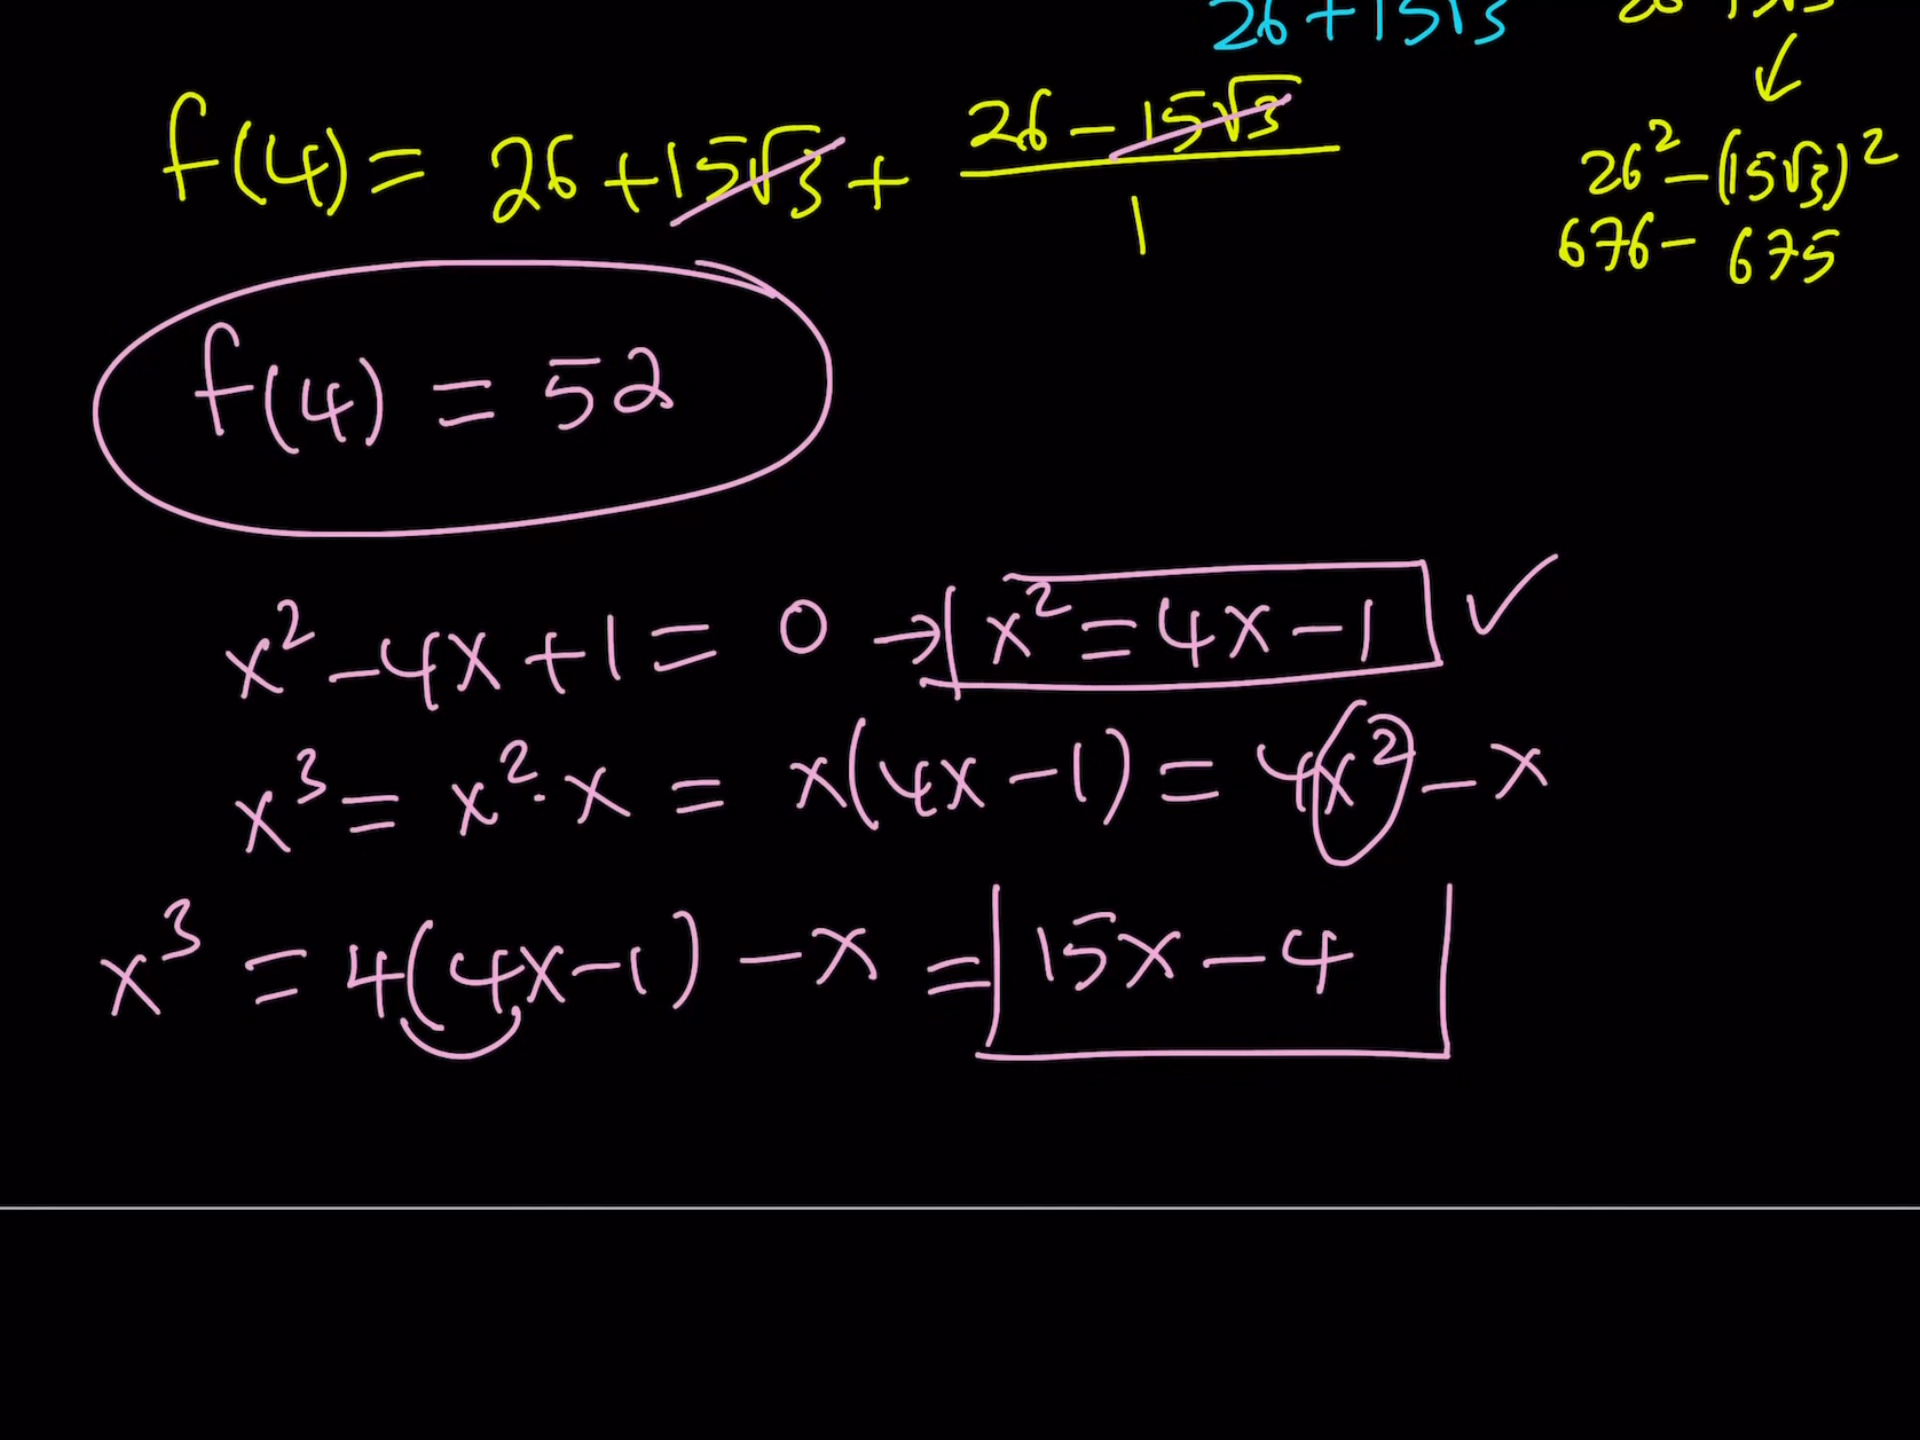 26 + 15√3
f(4) = 26 + 15√3 + (26 - 15√3)/1
26² - (15√3)²
676 - 675
f(4) = 52
x² - 4x + 1 = 0 → x² = 4x - 1 ✓
x³ = x² · x = x(4x - 1) = 4x² - x
x³ = 4(4x - 1) - x = 15x - 4